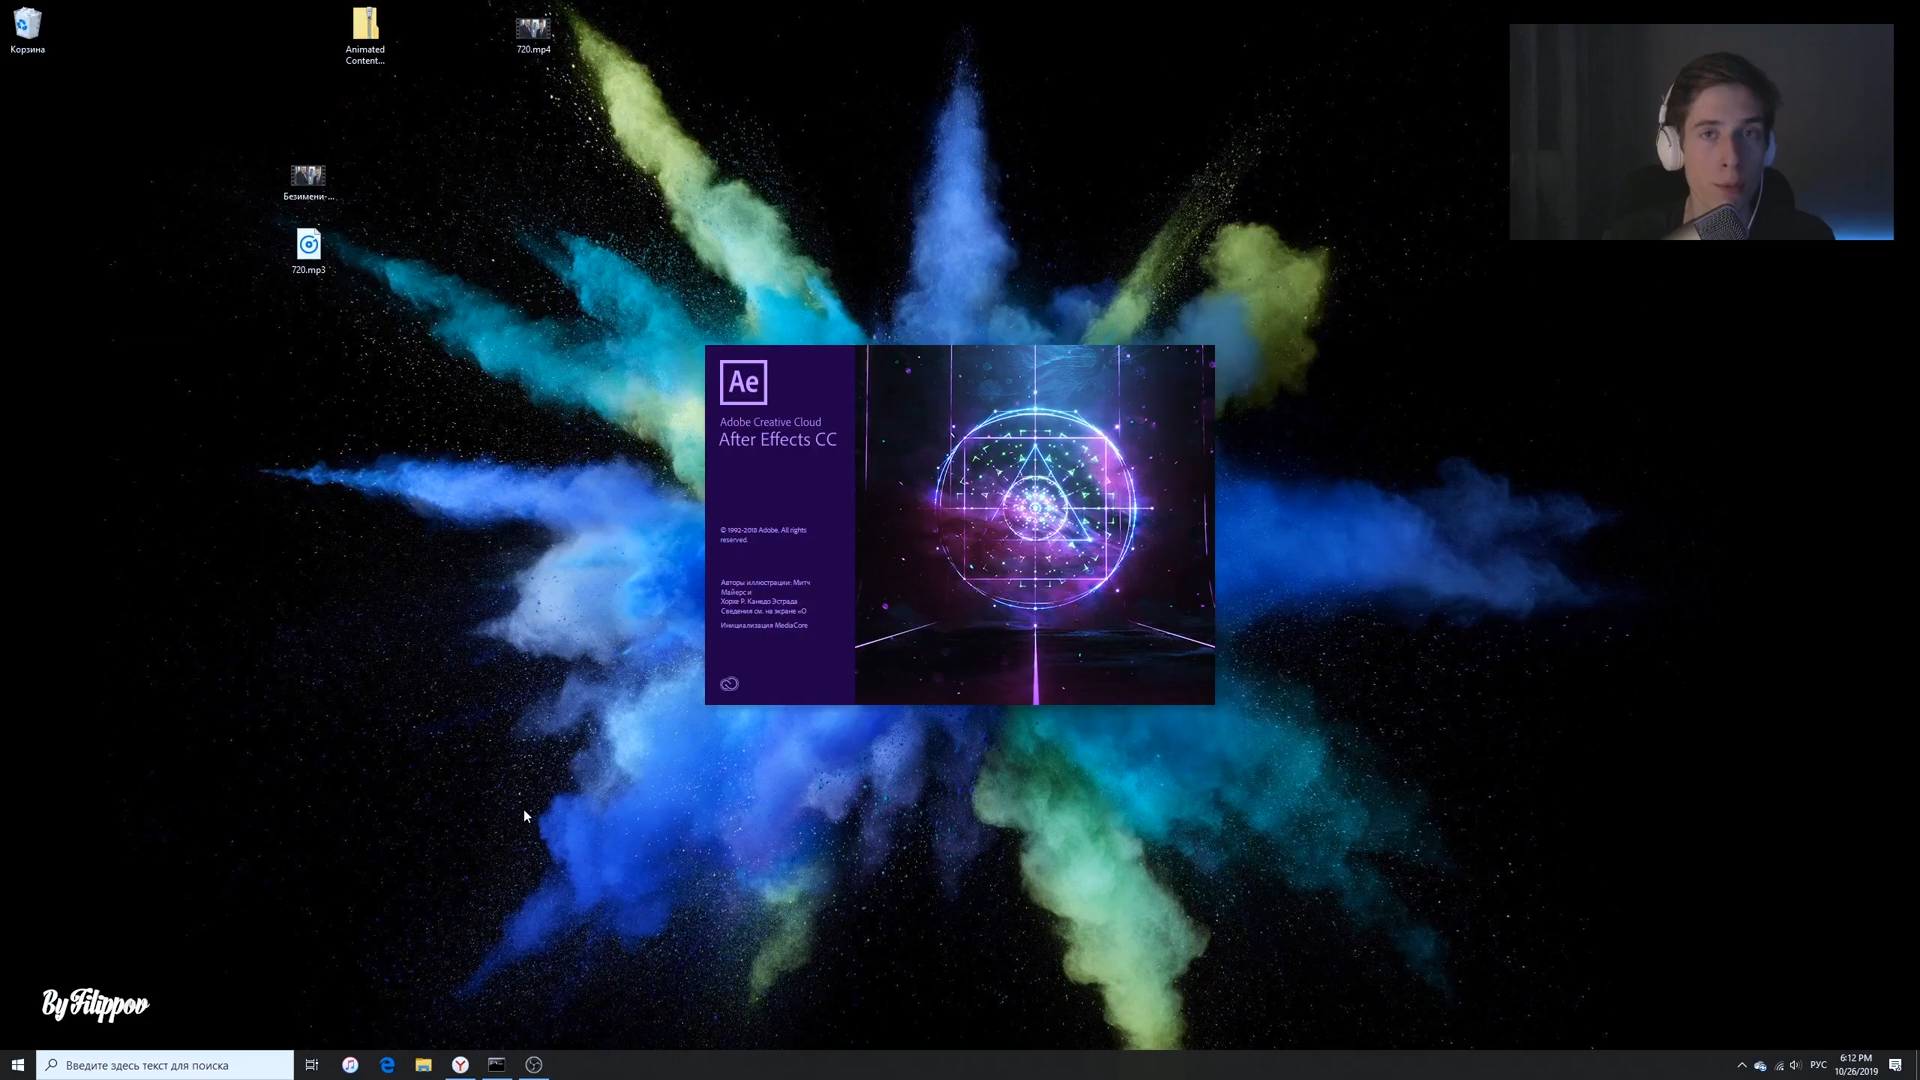 Корзина
Animated
Content...
720.mp4
Безимени-...
720.mp3
Ae
Adobe Creative Cloud
After Effects CC
© 1992-2018 Adobe. All rights
reserved.
Авторы иллюстрации: Митч
Майерс и
Хорхе Р. Канедо Эстрада
Сведения см. на экране «О
Инициализация MediaCore
By Filippov
Введите здесь текст для поиска
РУС
6:12 PM
10/26/2019